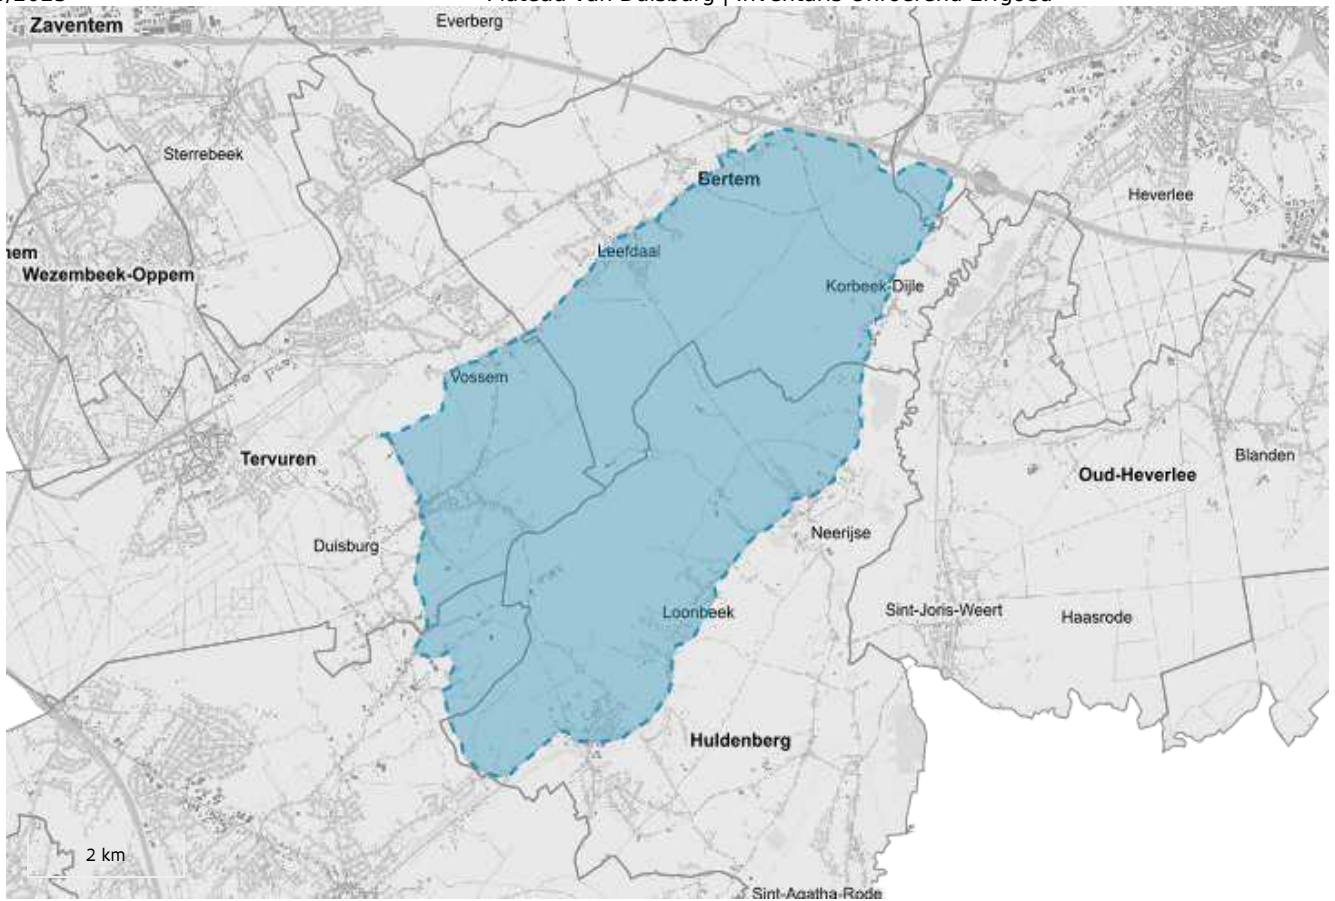 Plateau van Duisburg | Inventaris Onroerend Erfgoed
Everberg
Zaventem
Sterrebeek
Bertem
Heverlee
Leefdaal
Wezembeek-Oppem
Korbeek-Dijle
Vossem
Tervuren
Blanden
Oud-Heverlee
Neerijse
Duisburg
Loonbeek
Sint-Joris-Weert
Haasrode
Huldenberg
2 km
Sint-Agatha-Rode